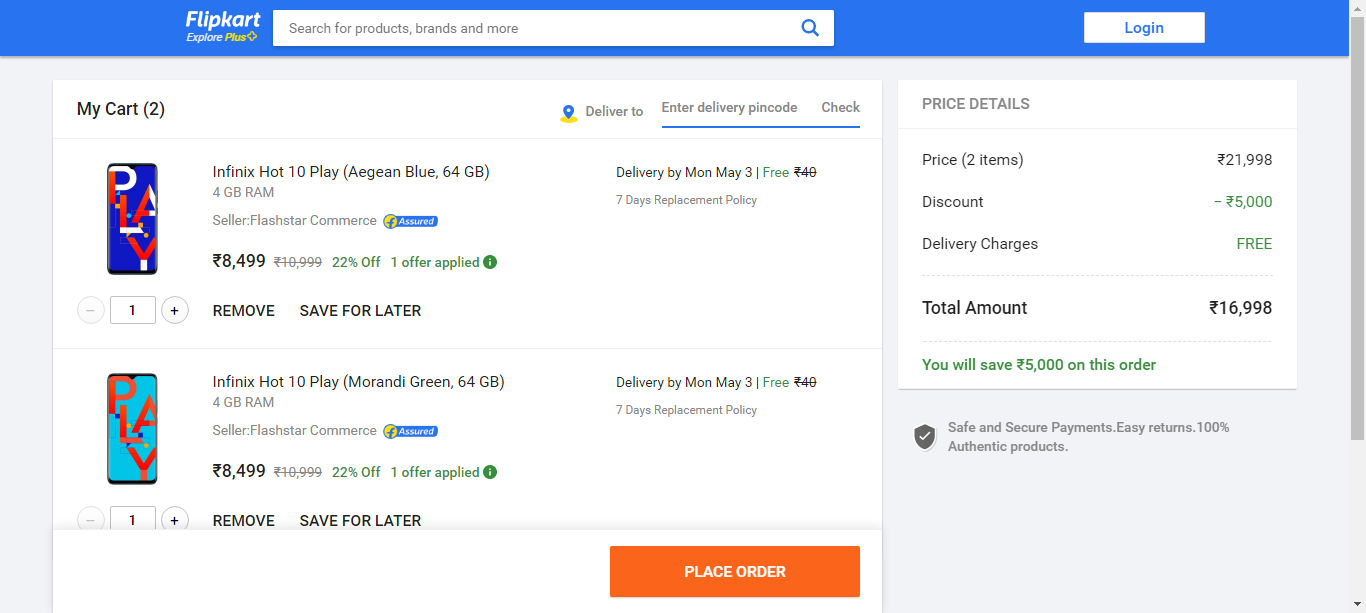 Flipkart
Explore Plus
Search for products, brands and more
Login
My Cart (2)
Deliver to
Enter delivery pincode
Check
PLAY
Infinix Hot 10 Play (Aegean Blue, 64 GB)
4 GB RAM
Seller:Flashstar Commerce
f Assured
₹8,499 ₹10,999 22% Off 1 offer applied i
Delivery by Mon May 3 | Free ₹40
7 Days Replacement Policy
− 1 + REMOVE SAVE FOR LATER
PLAY
Infinix Hot 10 Play (Morandi Green, 64 GB)
4 GB RAM
Seller:Flashstar Commerce
f Assured
₹8,499 ₹10,999 22% Off 1 offer applied i
Delivery by Mon May 3 | Free ₹40
7 Days Replacement Policy
− 1 + REMOVE SAVE FOR LATER
PLACE ORDER
PRICE DETAILS
Price (2 items) ₹21,998
Discount − ₹5,000
Delivery Charges FREE
Total Amount ₹16,998
You will save ₹5,000 on this order
Safe and Secure Payments.Easy returns.100%
Authentic products.